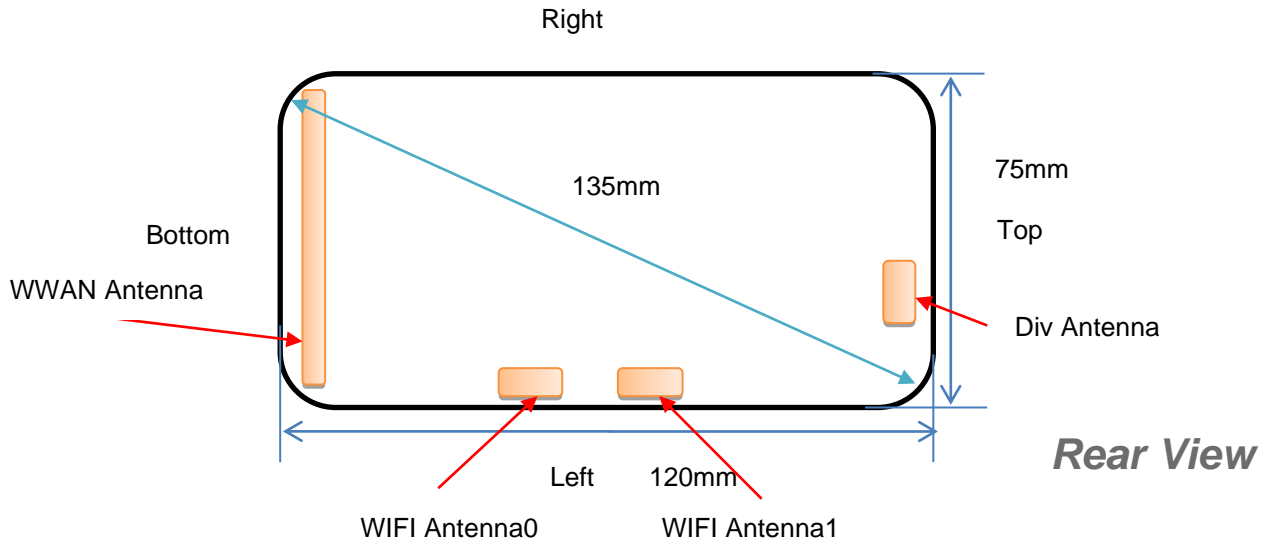 Right
135mm
75mm
Bottom
Top
WWAN Antenna
Div Antenna
Rear View
Left 120mm
WIFI Antenna0 WIFI Antenna1